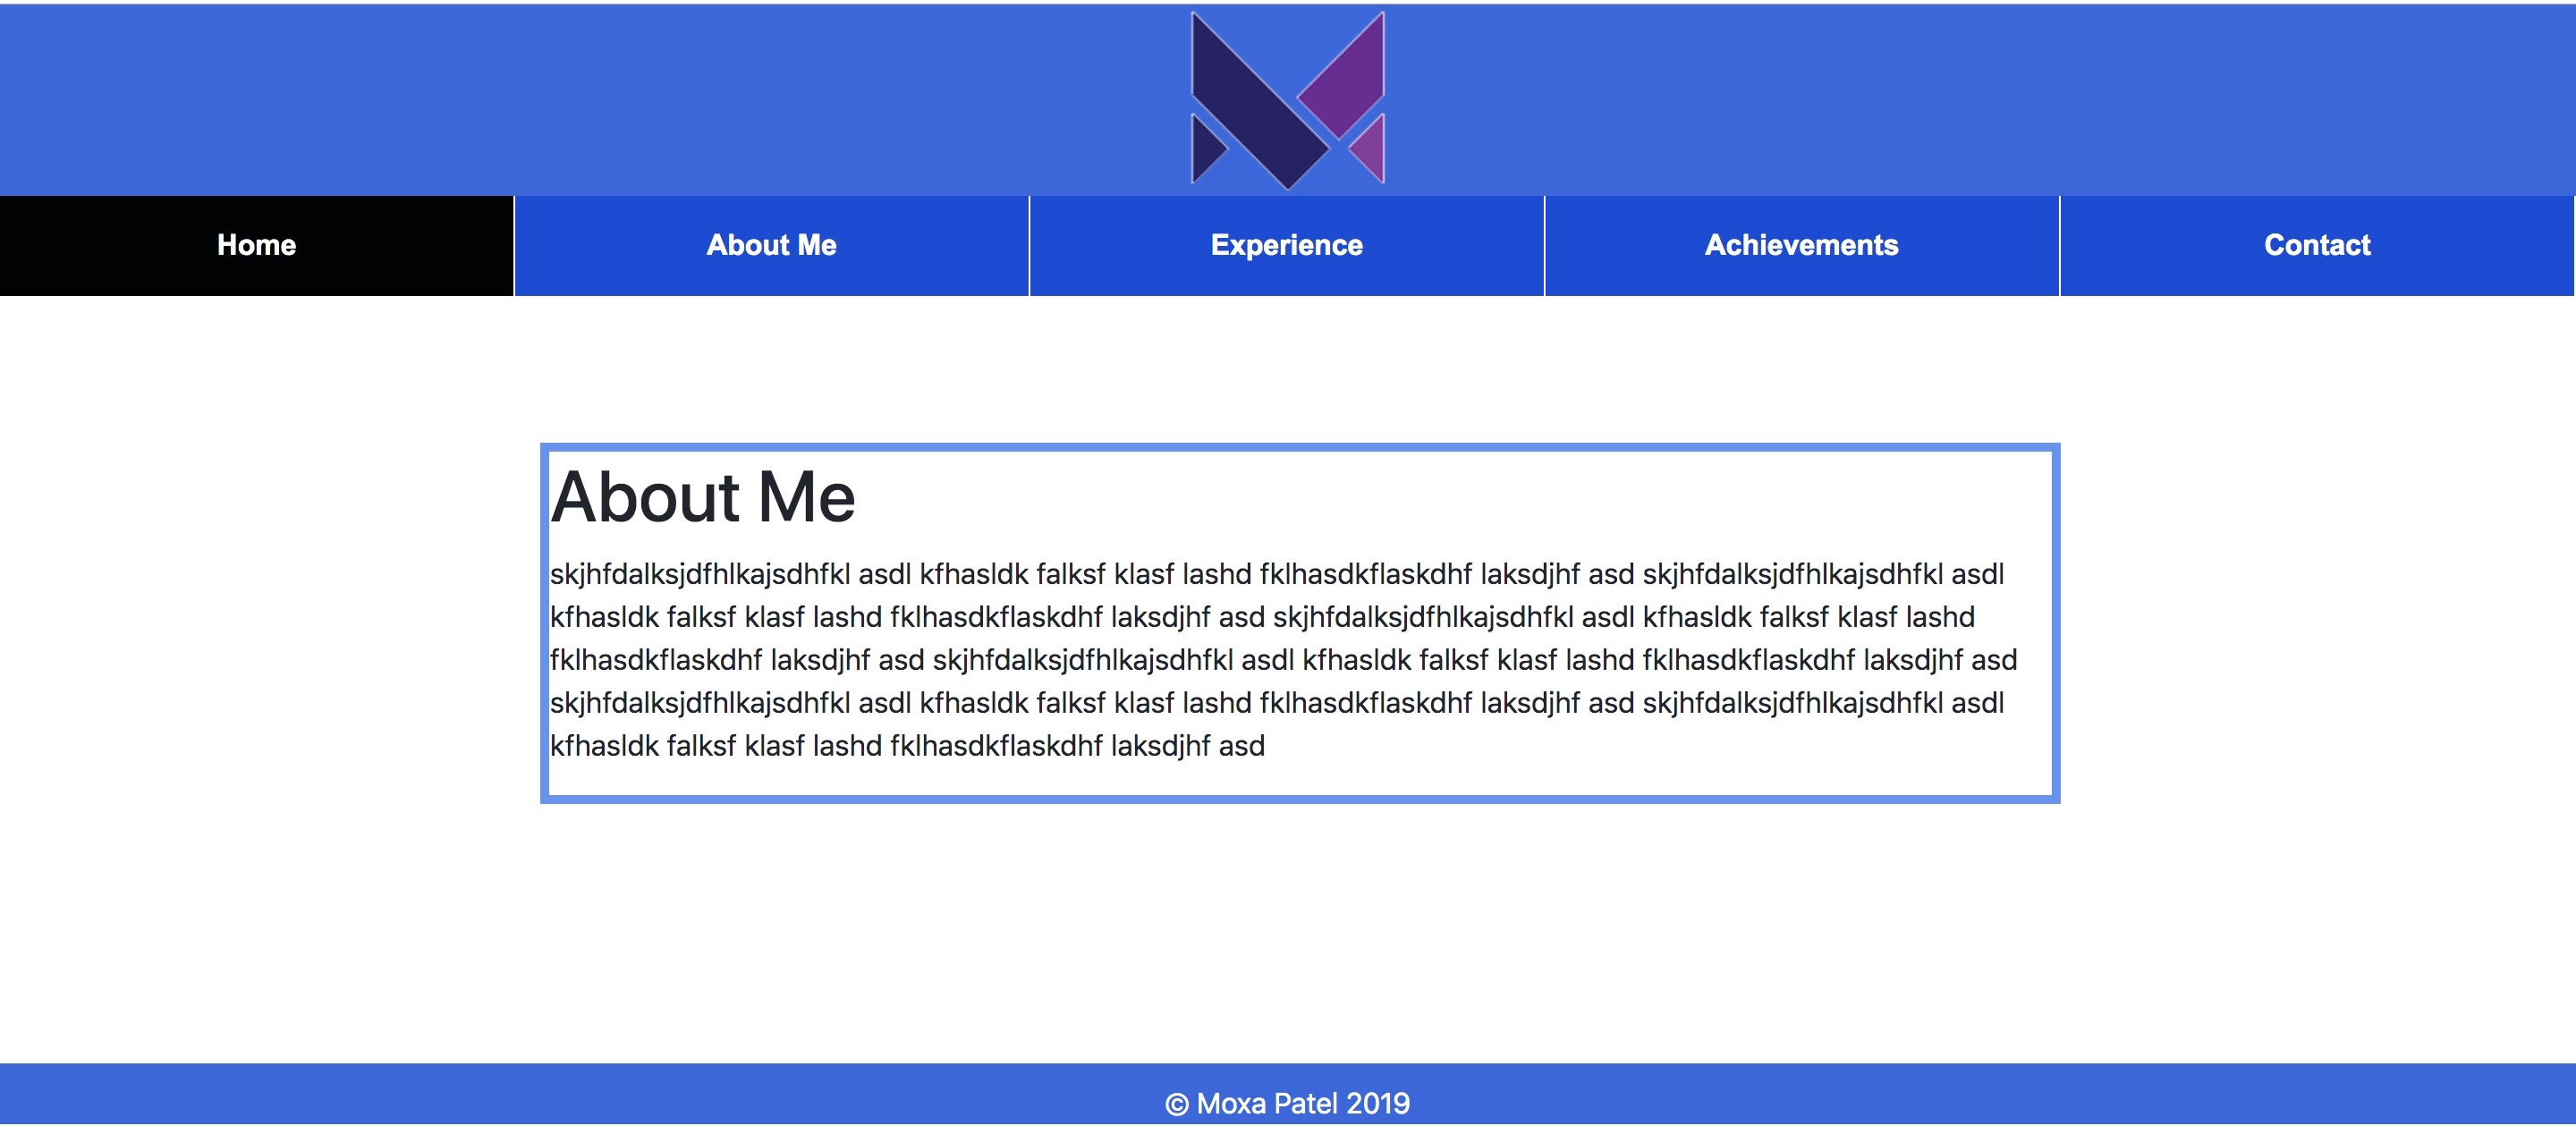 Home
About Me
Experience
Achievements
Contact
About Me
skjhfdalksjdfhlkajsdhfkl asdl kfhasldk falksf klasf lashd fklhasdkflaskdhf laksdjhf asd skjhfdalksjdfhlkajsdhfkl asdl
kfhasldk falksf klasf lashd fklhasdkflaskdhf laksdjhf asd skjhfdalksjdfhlkajsdhfkl asdl kfhasldk falksf klasf lashd
fklhasdkflaskdhf laksdjhf asd skjhfdalksjdfhlkajsdhfkl asdl kfhasldk falksf klasf lashd fklhasdkflaskdhf laksdjhf asd
skjhfdalksjdfhlkajsdhfkl asdl kfhasldk falksf klasf lashd fklhasdkflaskdhf laksdjhf asd skjhfdalksjdfhlkajsdhfkl asdl
kfhasldk falksf klasf lashd fklhasdkflaskdhf laksdjhf asd
© Moxa Patel 2019